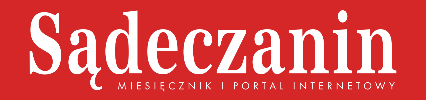 Sądeczanin
MIESIĘCZNIK I PORTAL INTERNETOWY